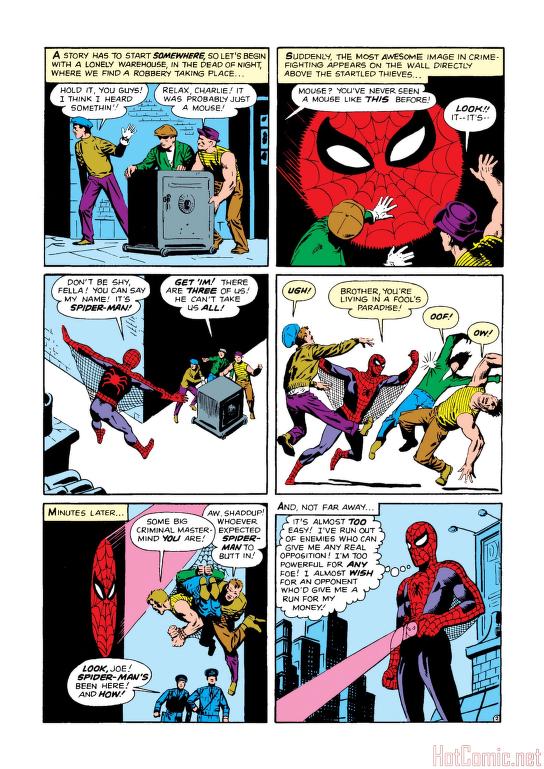 A STORY HAS TO START SOMEWHERE, SO LET'S BEGIN
WITH A LONELY WAREHOUSE, IN THE DEAD OF NIGHT,
WHERE WE FIND A ROBBERY TAKING PLACE...
HOLD IT, YOU GUYS!
I THINK I HEARD
SOMETHIN'!
RELAX, CHARLIE! IT
WAS PROBABLY JUST
A MOUSE!
SUDDENLY, THE MOST AWESOME IMAGE IN CRIME-
FIGHTING APPEARS ON THE WALL DIRECTLY
ABOVE THE STARTLED THIEVES...
MOUSE? YOU'VE NEVER SEEN
A MOUSE LIKE THIS BEFORE!
LOOK!!
IT--IT'S--
DON'T BE SHY,
FELLA! YOU CAN SAY
MY NAME! IT'S
SPIDER-MAN!
GET 'IM! THERE
ARE THREE OF US!
HE CAN'T TAKE
US ALL!
UGH!
BROTHER, YOU'RE
LIVING IN A FOOL'S
PARADISE!
OOF!
OW!
MINUTES LATER...
SOME BIG
CRIMINAL MASTER-
MIND YOU ARE!
AW, SHADDUP!
WHOEVER
EXPECTED
SPIDER-
MAN TO
BUTT IN!
LOOK, JOE!
SPIDER-MAN'S
BEEN HERE!
AND HOW!
AND, NOT FAR AWAY...
IT'S ALMOST TOO
EASY! I'VE RUN OUT
OF ENEMIES WHO CAN
GIVE ME ANY REAL
OPPOSITION! I'M TOO
POWERFUL FOR ANY
FOE! I ALMOST WISH
FOR AN OPPONENT
WHO'D GIVE ME A
RUN FOR MY
MONEY!
2
HotComic.net